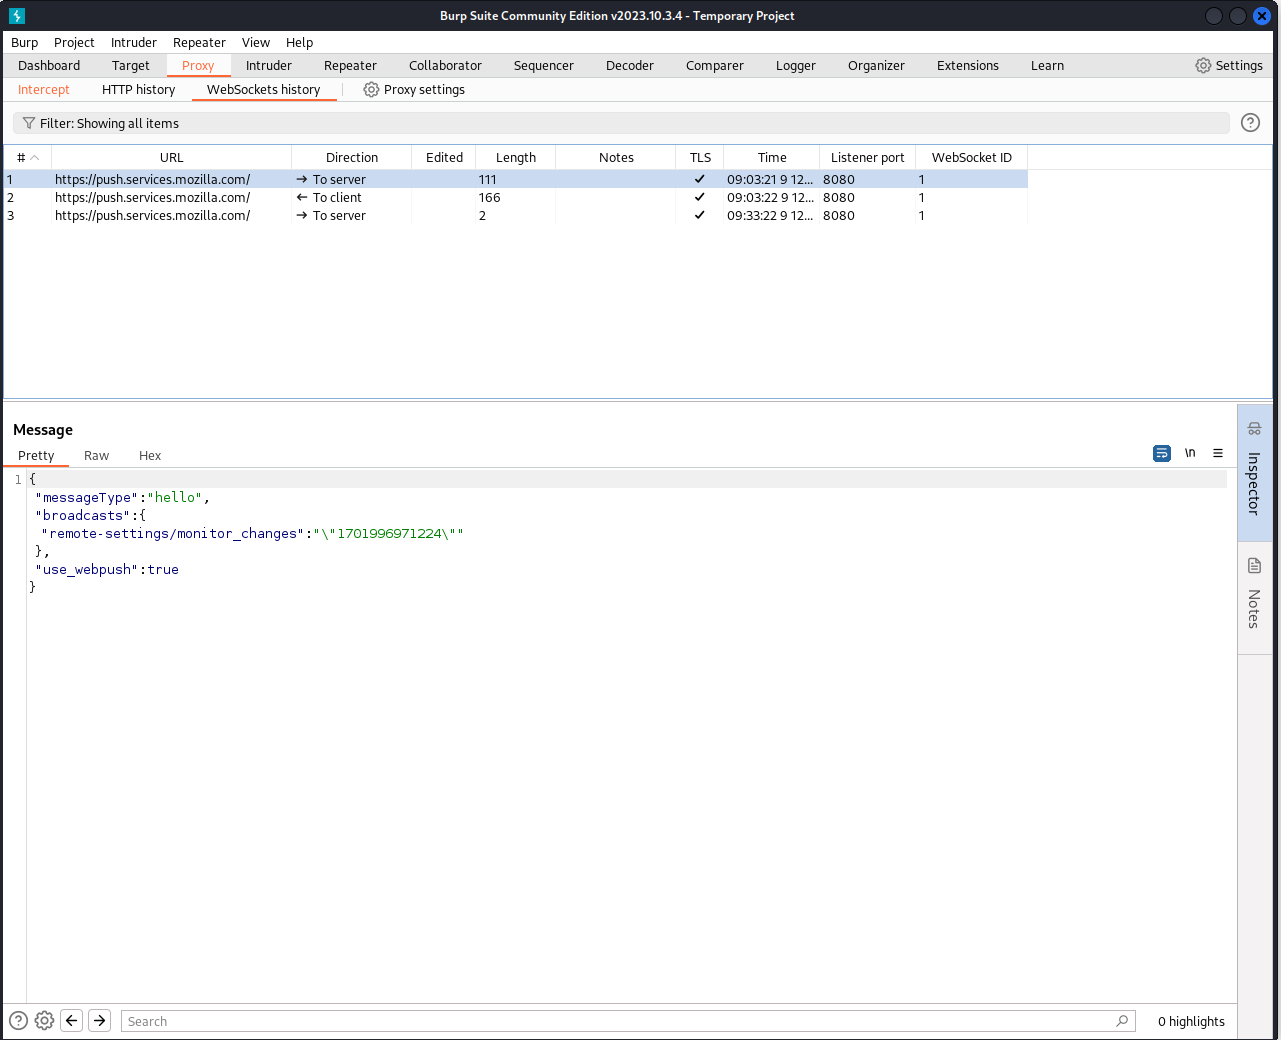 Burp Suite Community Edition v2023.10.3.4 - Temporary Project
Burp Project Intruder Repeater View Help
Dashboard Target Proxy Intruder Repeater Collaborator Sequencer Decoder Comparer Logger Organizer Extensions Learn Settings
Intercept HTTP history WebSockets history Proxy settings
Filter: Showing all items
# URL Direction Edited Length Notes TLS Time Listener port WebSocket ID
1 https://push.services.mozilla.com/ → To server 111 ✓ 09:03:21 9 12... 8080 1
2 https://push.services.mozilla.com/ ← To client 166 ✓ 09:03:22 9 12... 8080 1
3 https://push.services.mozilla.com/ → To server 2 ✓ 09:33:22 9 12... 8080 1
Message
Pretty Raw Hex \n
1 {
"messageType":"hello",
"broadcasts":{
"remote-settings/monitor_changes":"\"1701996971224\""
},
"use_webpush":true
}
Inspector
Notes
Search 0 highlights